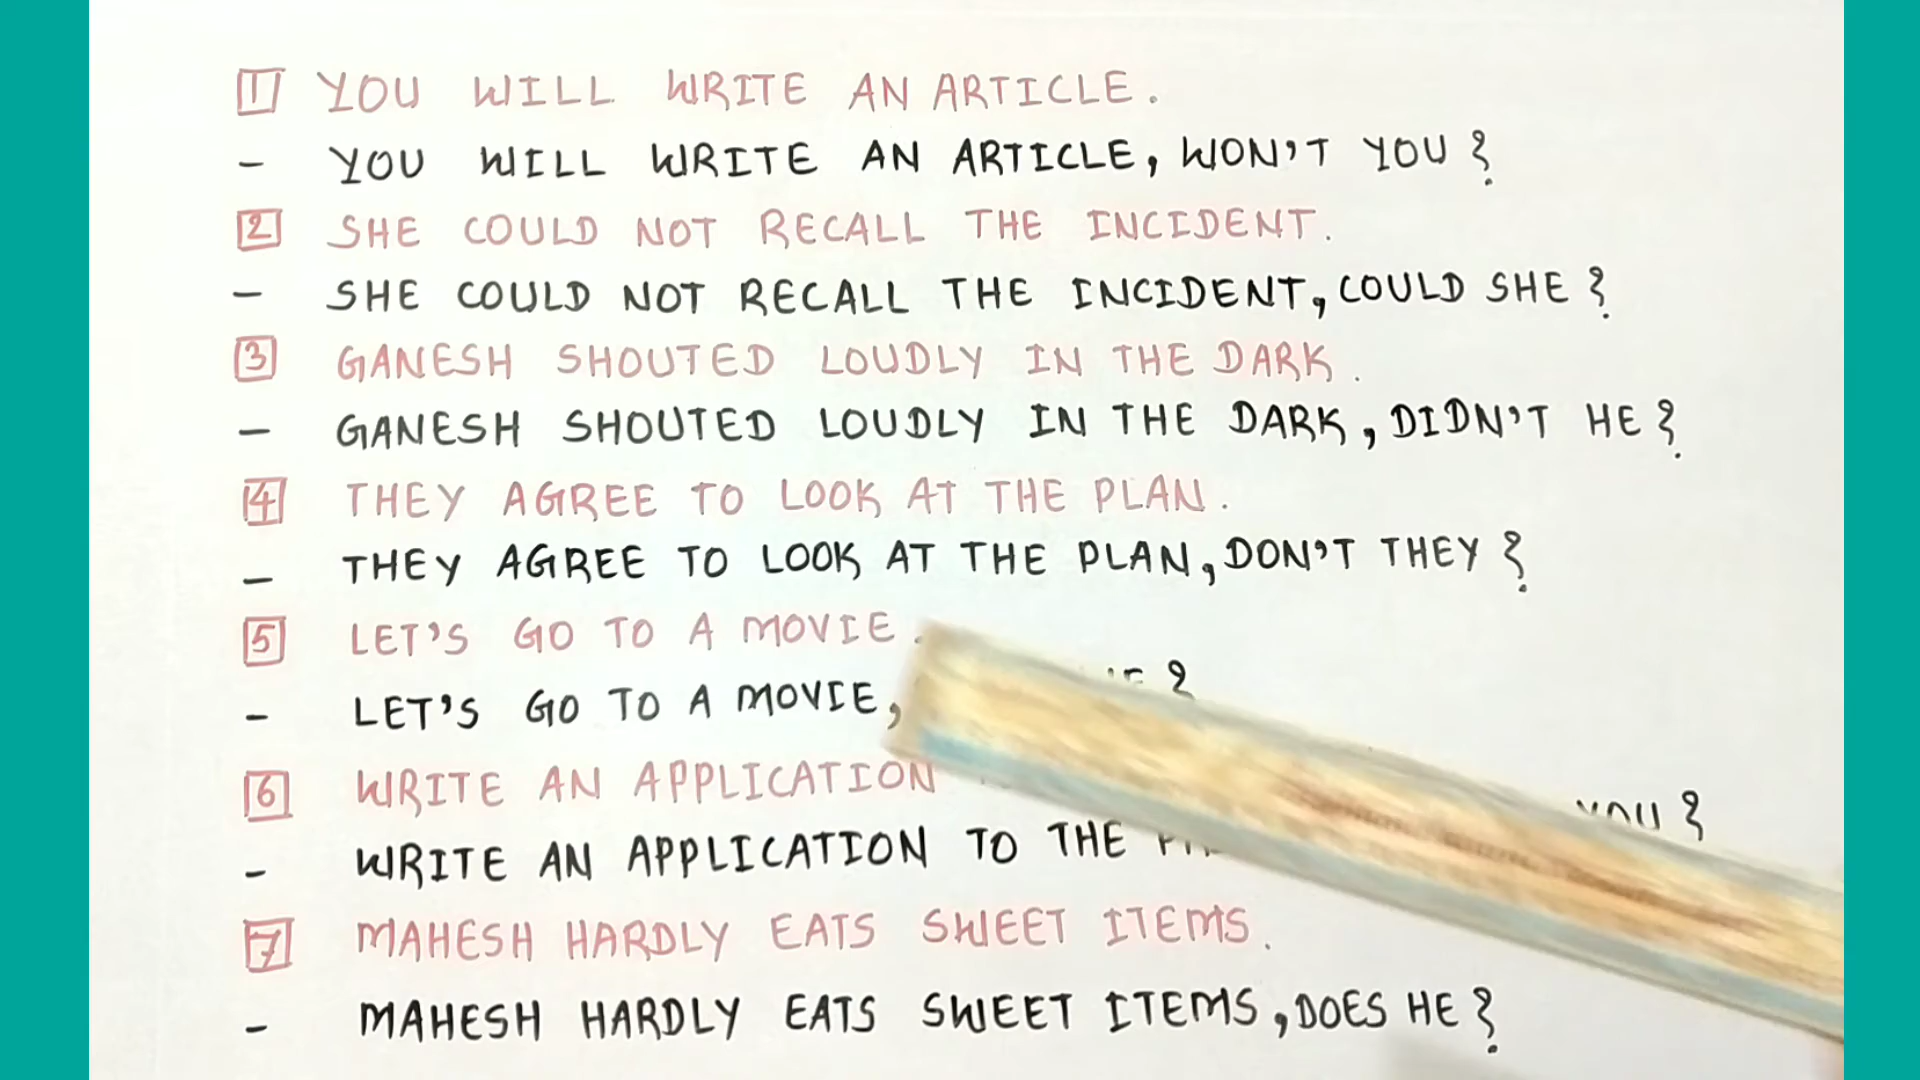 1 YOU WILL WRITE AN ARTICLE.
- YOU WILL WRITE AN ARTICLE, WON'T YOU?
2 SHE COULD NOT RECALL THE INCIDENT.
- SHE COULD NOT RECALL THE INCIDENT, COULD SHE?
3 GANESH SHOUTED LOUDLY IN THE DARK.
- GANESH SHOUTED LOUDLY IN THE DARK, DIDN'T HE?
4 THEY AGREE TO LOOK AT THE PLAN.
- THEY AGREE TO LOOK AT THE PLAN, DON'T THEY?
5 LET'S GO TO A MOVIE.
- LET'S GO TO A MOVIE, ?
6 WRITE AN APPLICATION
- WRITE AN APPLICATION TO THE YOU?
7 MAHESH HARDLY EATS SWEET ITEMS.
- MAHESH HARDLY EATS SWEET ITEMS, DOES HE?